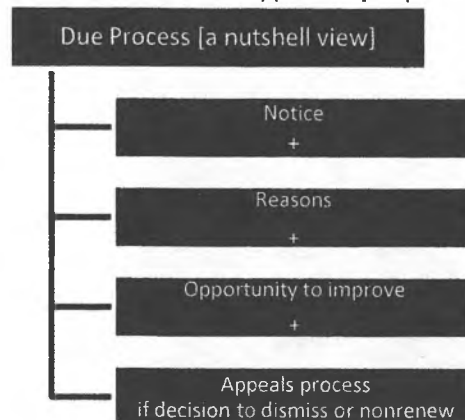 Due Process [a nutshell view]
Notice
+
Reasons
+
Opportunity to improve
+
Appeals process
if decision to dismiss or nonrenew